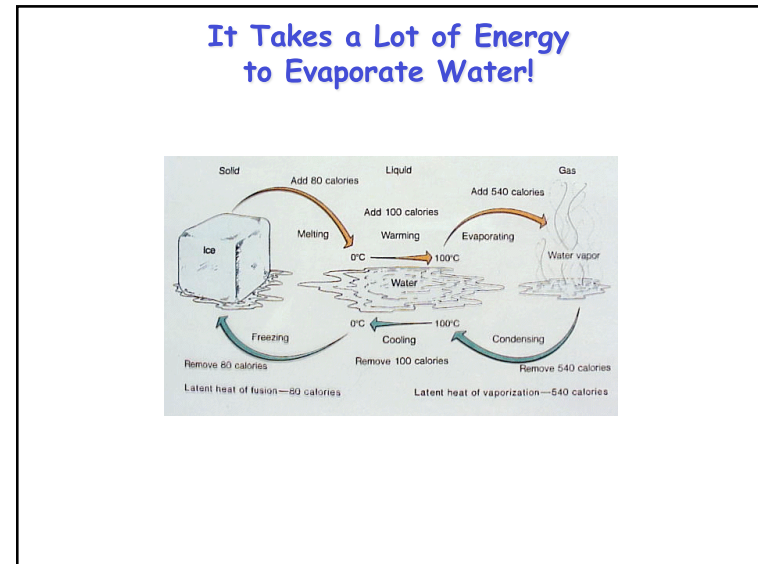 It Takes a Lot of Energy
to Evaporate Water!
Solid
Liquid
Gas
Add 80 calories
Add 540 calories
Add 100 calories
Melting
Warming
Evaporating
Ice
0°C
100°C
Water vapor
Water
0°C
100°C
Freezing
Cooling
Condensing
Remove 80 calories
Remove 100 calories
Remove 540 calories
Latent heat of fusion—80 calories
Latent heat of vaporization—540 calories